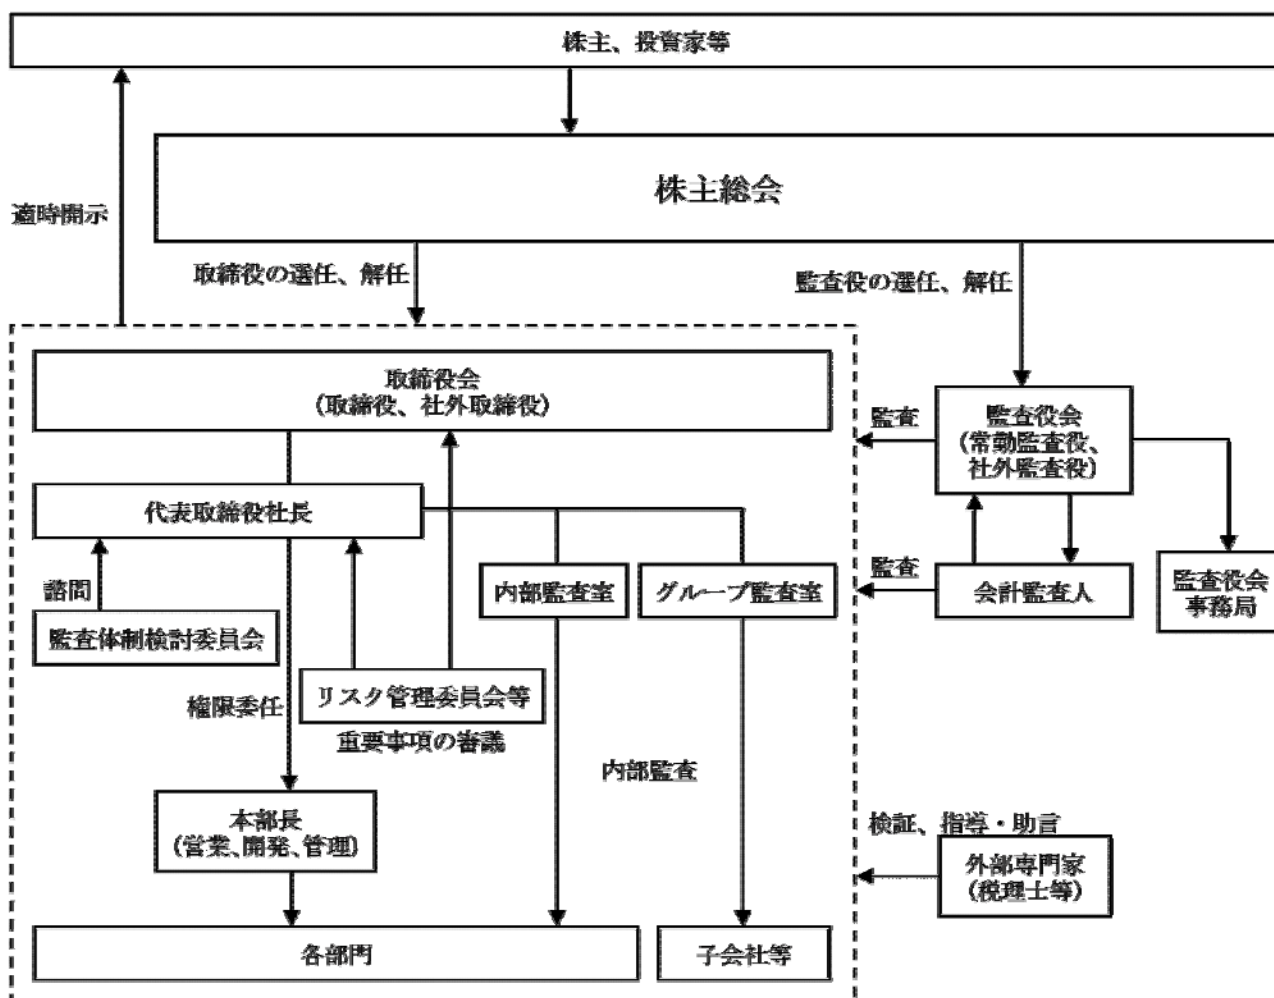 株主、投資家等
株主総会
適時開示
取締役の選任、解任
監査役の選任、解任
取締役会
(取締役、社外取締役)
監査
監査役会
(常勤監査役、
社外監査役)
代表取締役社長
諮問
内部監査室
グループ監査室
監査
会計監査人
監査役会
事務局
監査体制検討委員会
権限委任
リスク管理委員会等
重要事項の審議
内部監査
本部長
(営業、開発、管理)
検証、指導・助言
外部専門家
(税理士等)
各部門
子会社等